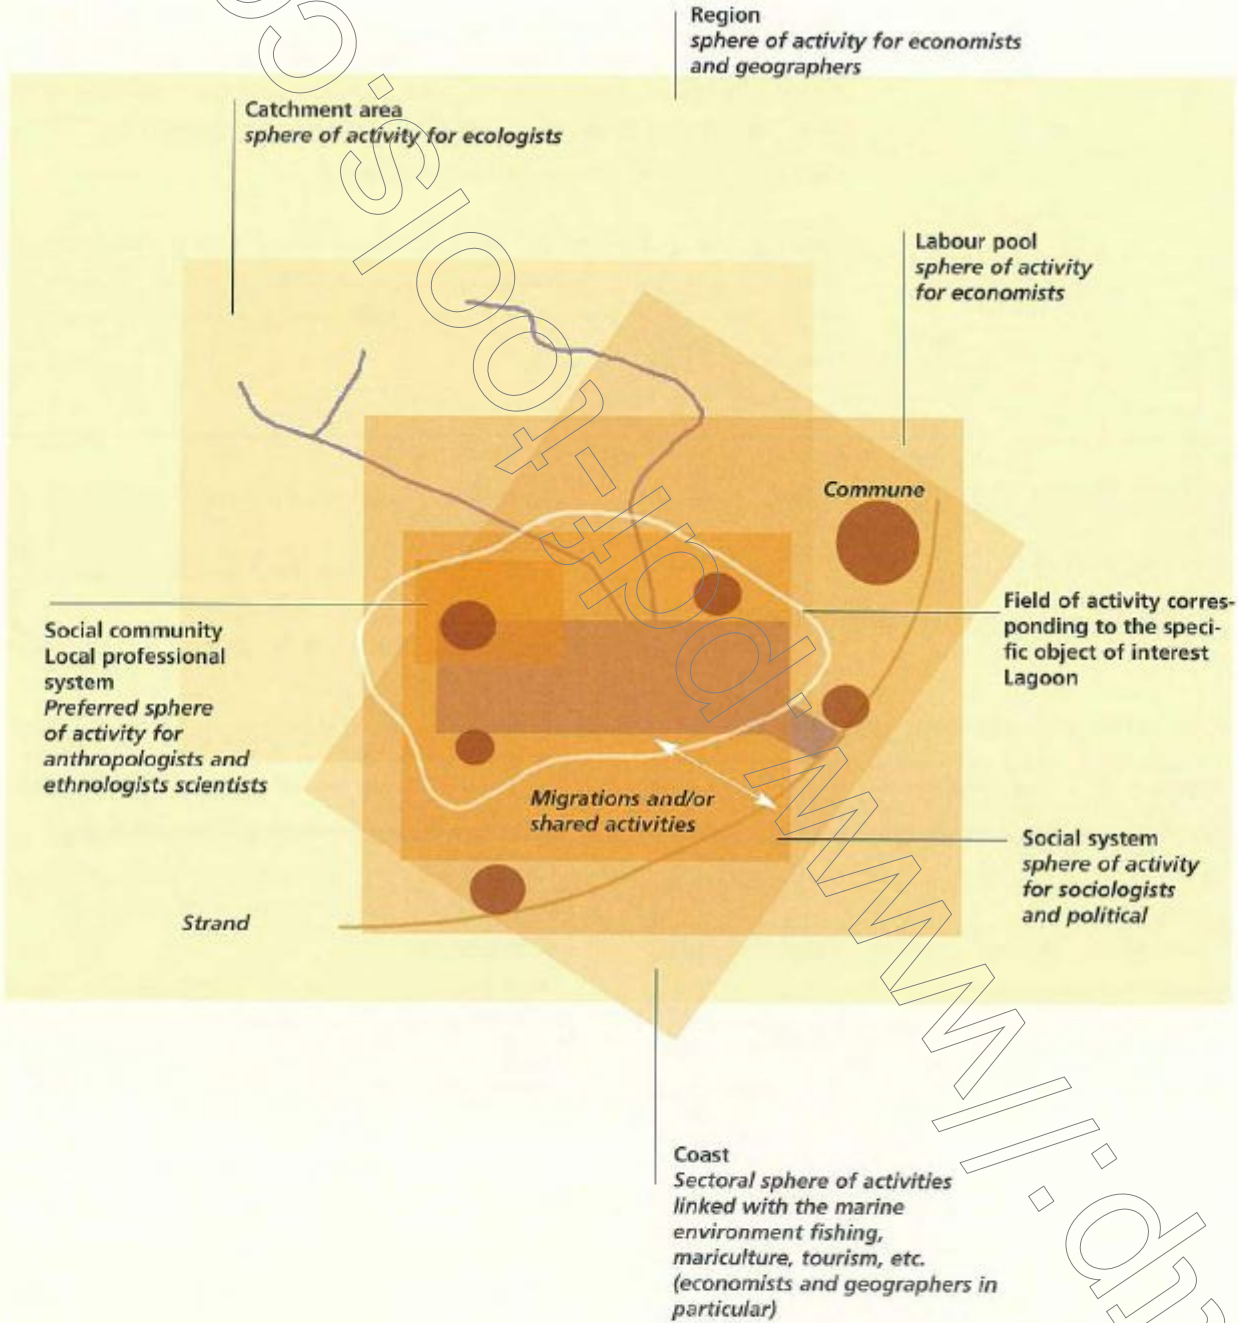 Region
sphere of activity for economists
and geographers
Catchment area
sphere of activity for ecologists
Labour pool
sphere of activity
for economists
Commune
Field of activity corres-
ponding to the speci-
fic object of interest
Lagoon
Social community
Local professional
system
Preferred sphere
of activity for
anthropologists and
ethnologists scientists
Migrations and/or
shared activities
Social system
sphere of activity
for sociologists
and political
Strand
Coast
Sectoral sphere of activities
linked with the marine
environment fishing,
mariculture, tourism, etc.
(economists and geographers in
particular)